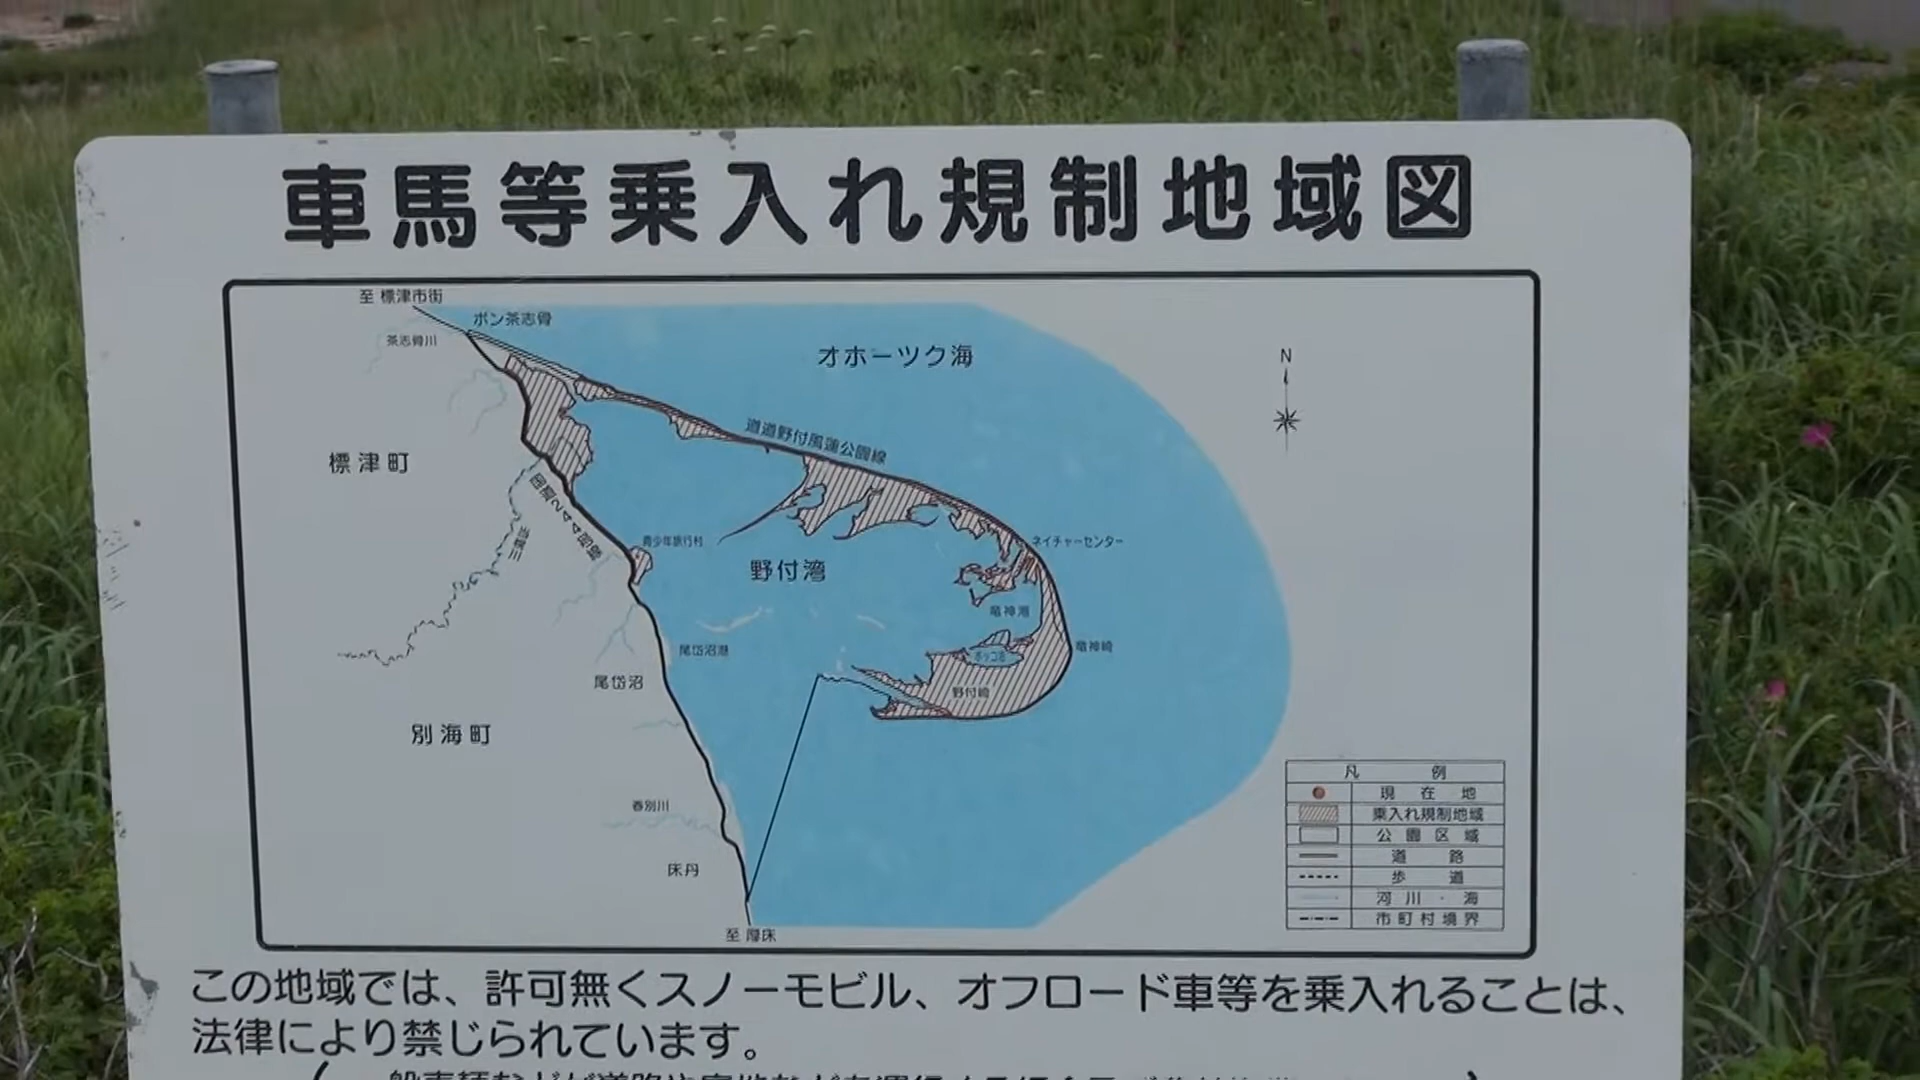 車馬等乗入れ規制地域図
至 標津市街
ポン茶志骨
茶志骨川
オホーツク海
N
道道野付風蓮公園線
標津町
国道244号線
青少年旅行村
ネイチャーセンター
野付湾
竜神港
尾岱沼港
竜神崎
尾岱沼
野付崎
別海町
春別川
床丹
至 厚床
凡例
現在地
乗入れ規制地域
公園区域
道路
歩道
河川・海
市町村境界
この地域では、許可無くスノーモビル、オフロード車等を乗入れることは、
法律により禁じられています。